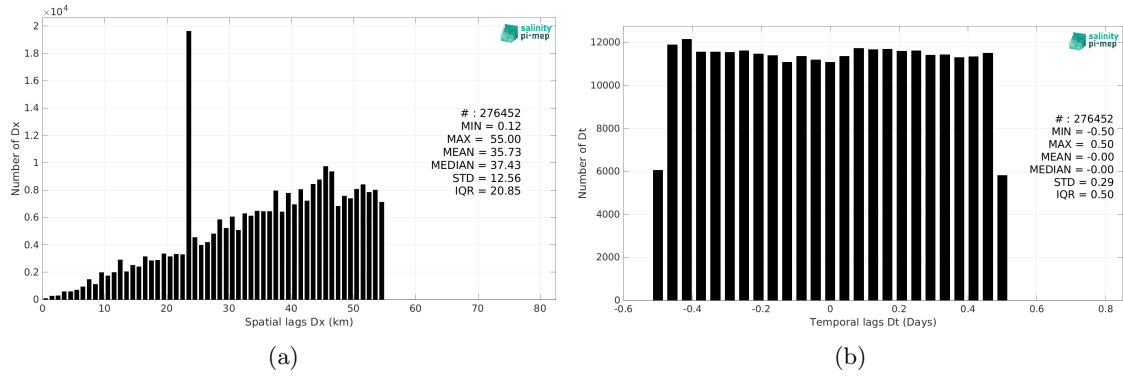 ×10^4
2
1.8
1.6
1.4
1.2
1
0.8
0.6
0.4
0.2
0
Number of Dx
0 10 20 30 40 50 60 70 80
Spatial lags Dx (km)
salinity
pi-mep
# : 276452
MIN = 0.12
MAX = 55.00
MEAN = 35.73
MEDIAN = 37.43
STD = 12.56
IQR = 20.85
(a)
12000
10000
8000
6000
4000
2000
0
Number of Dt
-0.6 -0.4 -0.2 0 0.2 0.4 0.6 0.8
Temporal lags Dt (Days)
salinity
pi-mep
# : 276452
MIN = -0.50
MAX = 0.50
MEAN = -0.00
MEDIAN = -0.00
STD = 0.29
IQR = 0.50
(b)